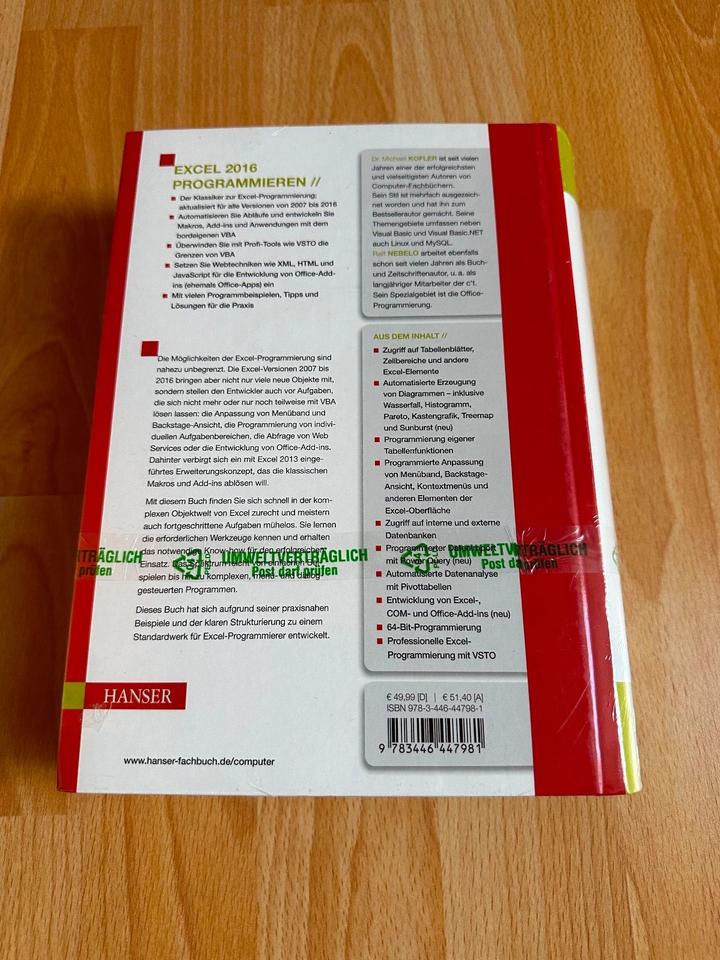 EXCEL 2016
PROGRAMMIEREN //
Der Klassiker zur Excel-Programmierung;
aktualisiert für alle Versionen von 2007 bis 2016
Automatisieren Sie Abläufe und entwickeln Sie
Makros, Add-ins und Anwendungen mit dem
bordeigenen VBA
Überwinden Sie mit Profi-Tools wie VSTO die
Grenzen von VBA
Setzen Sie Webtechniken wie XML, HTML und
JavaScript für die Entwicklung von Office-Add-
ins (ehemals Office-Apps) ein
Mit vielen Programmbeispielen, Tipps und
Lösungen für die Praxis
Die Möglichkeiten der Excel-Programmierung sind
nahezu unbegrenzt. Die Excel-Versionen 2007 bis
2016 bringen aber nicht nur viele neue Objekte mit,
sondern stellen den Entwickler auch vor Aufgaben,
die sich nicht mehr oder nur noch teilweise mit VBA
lösen lassen: die Anpassung von Menüband und
Backstage-Ansicht, die Programmierung von indivi-
duellen Aufgabenbereichen, die Abfrage von Web
Services oder die Entwicklung von Office-Add-ins.
Dahinter verbirgt sich ein mit Excel 2013 einge-
führtes Erweiterungskonzept, das die klassischen
Makros und Add-ins ablösen will.
Mit diesem Buch finden Sie sich schnell in der kom-
plexen Objektwelt von Excel zurecht und meistern
auch fortgeschrittene Aufgaben mühelos. Sie lernen
die erforderlichen Werkzeuge kennen und erhalten
das notwendige Know-how für den erfolgreichen
Einsatz. Das Spektrum reicht von einfachen
spielen bis hin zu komplexen, menü- und dialog-
gesteuerten Programmen.
Dieses Buch hat sich aufgrund seiner praxisnahen
Beispiele und der klaren Strukturierung zu einem
Standardwerk für Excel-Programmierer entwickelt.
HANSER
www.hanser-fachbuch.de/computer
Dr. Michael KOFLER ist seit vielen
Jahren einer der erfolgreichsten
und vielseitigsten Autoren von
Computer-Fachbüchern.
Sein Stil ist mehrfach ausgezeich-
net worden und hat ihn zum
Bestsellerautor gemacht. Seine
Themengebiete umfassen neben
Visual Basic und Visual Basic.NET
auch Linux und MySQL.
Ralf NEBELO arbeitet ebenfalls
schon seit vielen Jahren als Buch-
und Zeitschriftenautor, u. a. als
langjähriger Mitarbeiter der c't.
Sein Spezialgebiet ist die Office-
Programmierung.
AUS DEM INHALT //
Zugriff auf Tabellenblätter,
Zellbereiche und andere
Excel-Elemente
Automatisierte Erzeugung
von Diagrammen – inklusive
Wasserfall, Histogramm,
Pareto, Kastengrafik, Treemap
und Sunburst (neu)
Programmierung eigener
Tabellenfunktionen
Programmierte Anpassung
von Menüband, Backstage-
Ansicht, Kontextmenüs und
anderen Elementen der
Excel-Oberfläche
Zugriff auf interne und externe
Datenbanken
Programmierter Datenimport
mit Power Query (neu)
Automatisierte Datenanalyse
mit Pivottabellen
Entwicklung von Excel-,
COM- und Office-Add-Ins (neu)
64-Bit-Programmierung
Professionelle Excel-
Programmierung mit VSTO
€ 49,99 [D] | € 51,40 [A]
ISBN 978-3-446-44798-1
9 783446 447981
RTRÄGLICH
prüfen
UMWELTVERTRÄGLICH
Post darf prüfen
UMWELTVERTRÄGLICH
Post darf prüfen